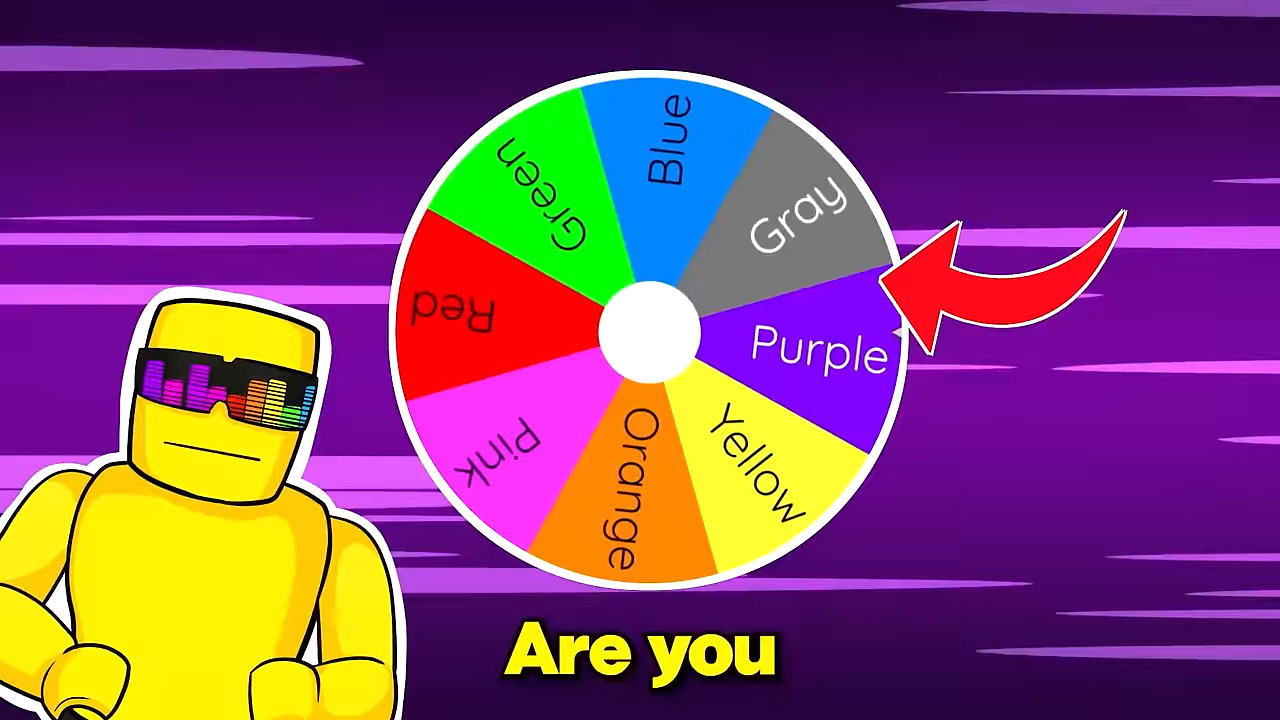 Blue
Gray
Purple
Yellow
Orange
Pink
Red
Green
Are you